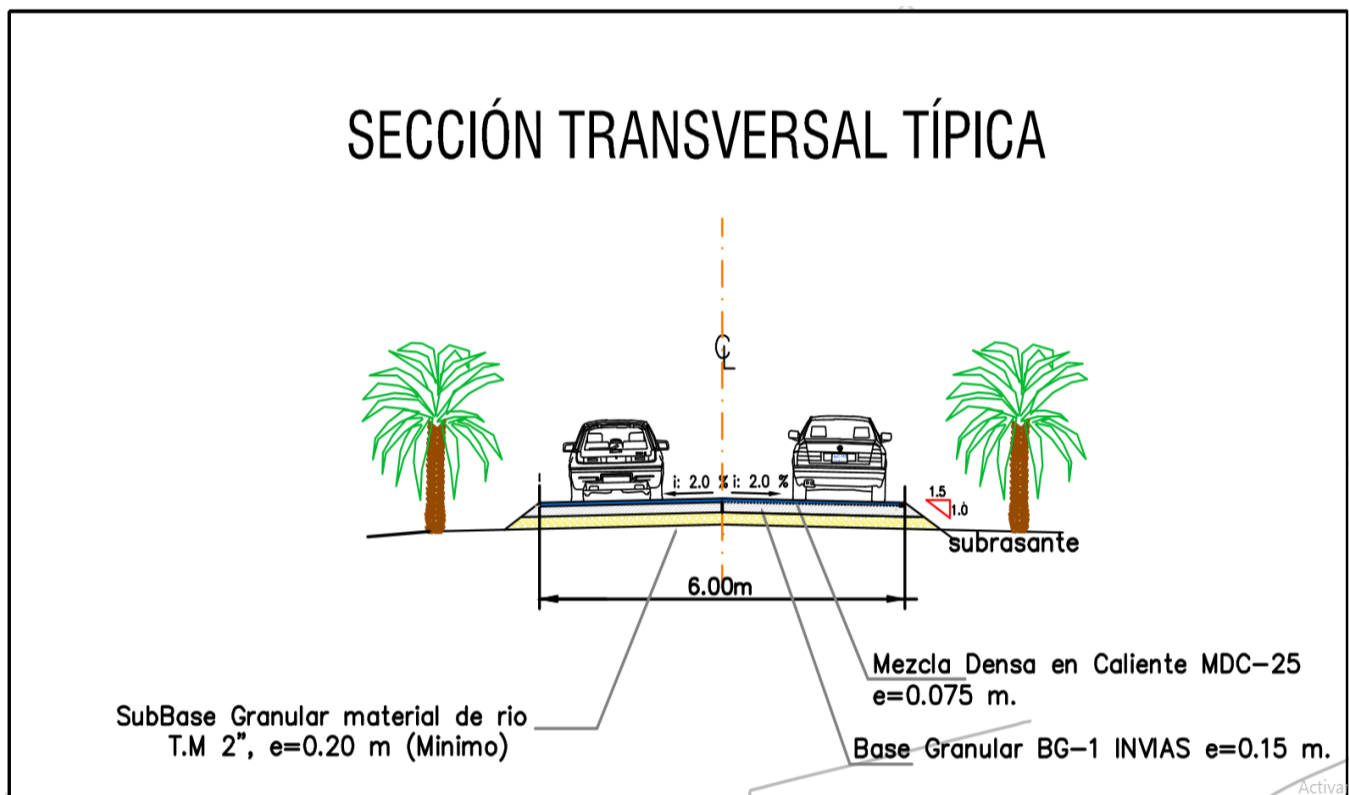 SECCIÓN TRANSVERSAL TÍPICA
C
L
i: 2.0 % i: 2.0 %
1.5
1.0
subrasante
6.00m
Mezcla Densa en Caliente MDC-25
e=0.075 m.
SubBase Granular material de rio
T.M 2", e=0.20 m (Minimo)
Base Granular BG-1 INVIAS e=0.15 m.
Activa